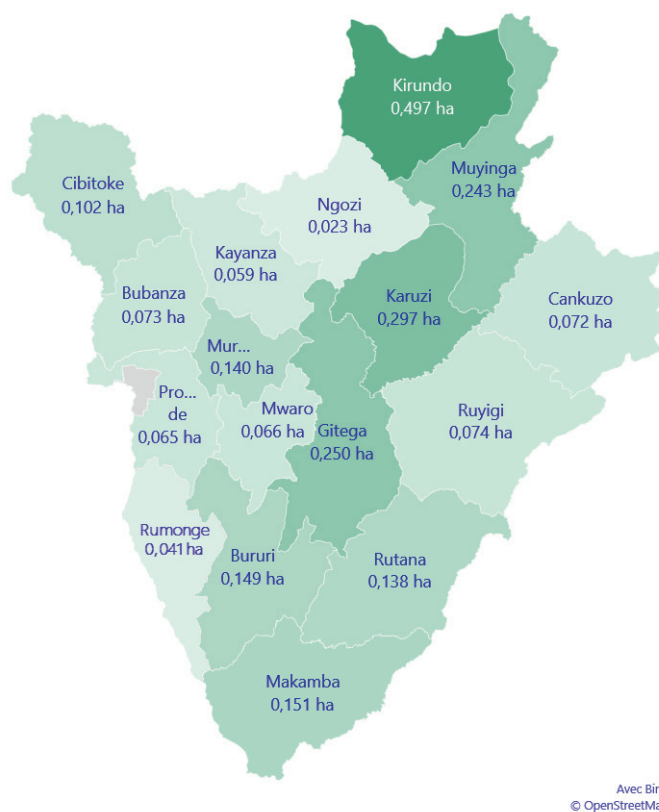 Kirundo
0,497 ha
Muyinga
0,243 ha
Cibitoke
0,102 ha
Ngozi
0,023 ha
Kayanza
0,059 ha
Karuzi
0,297 ha
Bubanza
0,073 ha
Cankuzo
0,072 ha
Mur...
0,140 ha
Pro...
de
0,065 ha
Mwaro
0,066 ha
Gitega
0,250 ha
Ruyigi
0,074 ha
Rumonge
0,041 ha
Bururi
0,149 ha
Rutana
0,138 ha
Makamba
0,151 ha
Avec Bin
© OpenStreetMa